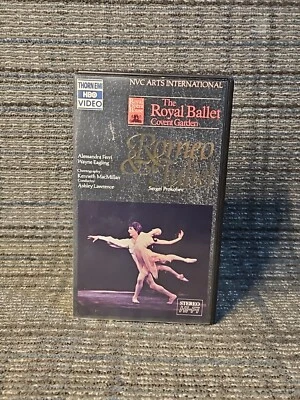 THORN EMI
HBO
VIDEO
NVC ARTS INTERNATIONAL
The
Royal Ballet
Covent Garden
Romeo
&
Alessandra Ferri
Wayne Eagling
Choreography
Kenneth MacMillan
Conductor
Ashley Lawrence
Sergei Prokofiev
STEREO
HI-FI